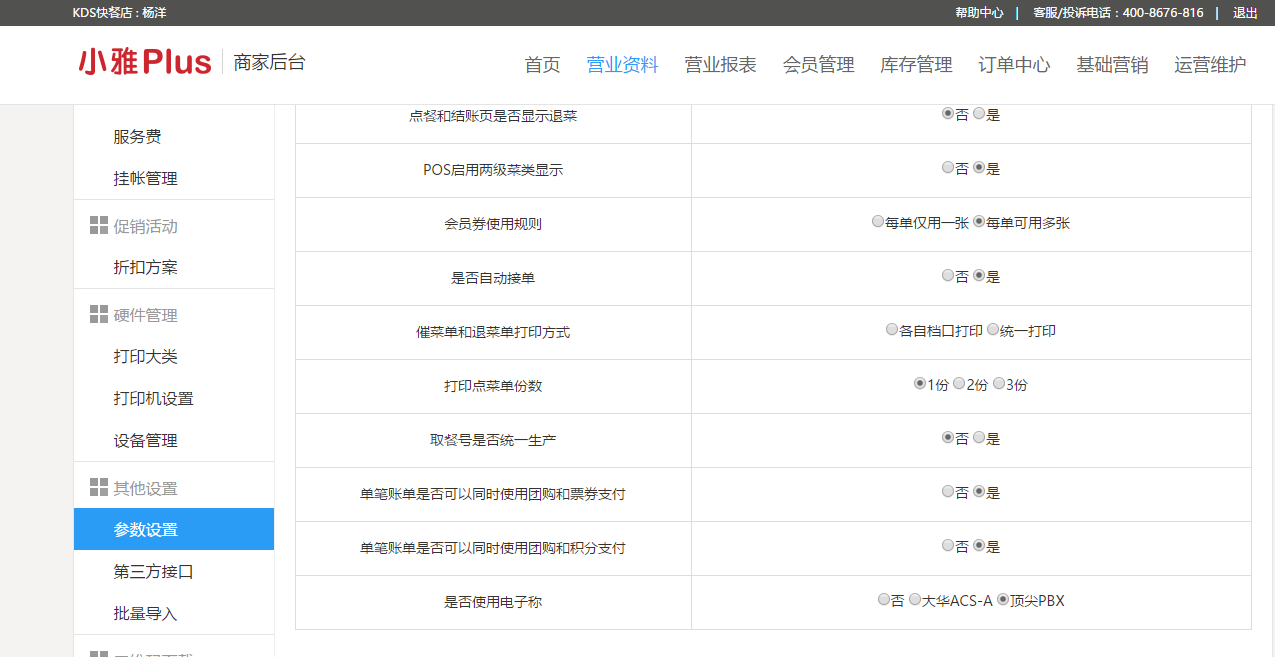 KDS快餐店 : 杨洋
帮助中心 | 客服/投诉电话：400-8676-816 | 退出
小雅Plus 商家后台
首页 营业资料 营业报表 会员管理 库存管理 订单中心 基础营销 运营维护
服务费
挂帐管理
促销活动
折扣方案
硬件管理
打印大类
打印机设置
设备管理
其他设置
参数设置
第三方接口
批量导入
点餐和结账页是否显示退菜 否 是
POS启用两级菜类显示 否 是
会员券使用规则 每单仅用一张 每单可用多张
是否自动接单 否 是
催菜单和退菜单打印方式 各自档口打印 统一打印
打印点菜单份数 1份 2份 3份
取餐号是否统一生产 否 是
单笔账单是否可以同时使用团购和票券支付 否 是
单笔账单是否可以同时使用团购和积分支付 否 是
是否使用电子称 否 大华ACS-A 顶尖PBX